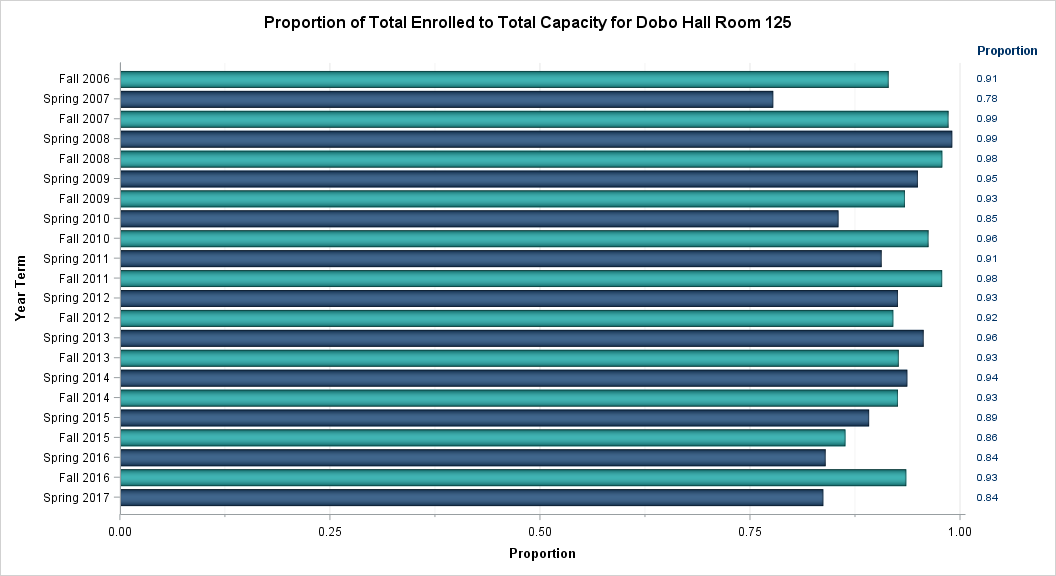 Proportion of Total Enrolled to Total Capacity for Dobo Hall Room 125
Proportion
Fall 2006 0.91
Spring 2007 0.78
Fall 2007 0.99
Spring 2008 0.99
Fall 2008 0.98
Spring 2009 0.95
Fall 2009 0.93
Spring 2010 0.85
Fall 2010 0.96
Spring 2011 0.91
Fall 2011 0.98
Spring 2012 0.93
Fall 2012 0.92
Spring 2013 0.96
Fall 2013 0.93
Spring 2014 0.94
Fall 2014 0.93
Spring 2015 0.89
Fall 2015 0.86
Spring 2016 0.84
Fall 2016 0.93
Spring 2017 0.84
Year Term
0.00 0.25 0.50 0.75 1.00
Proportion